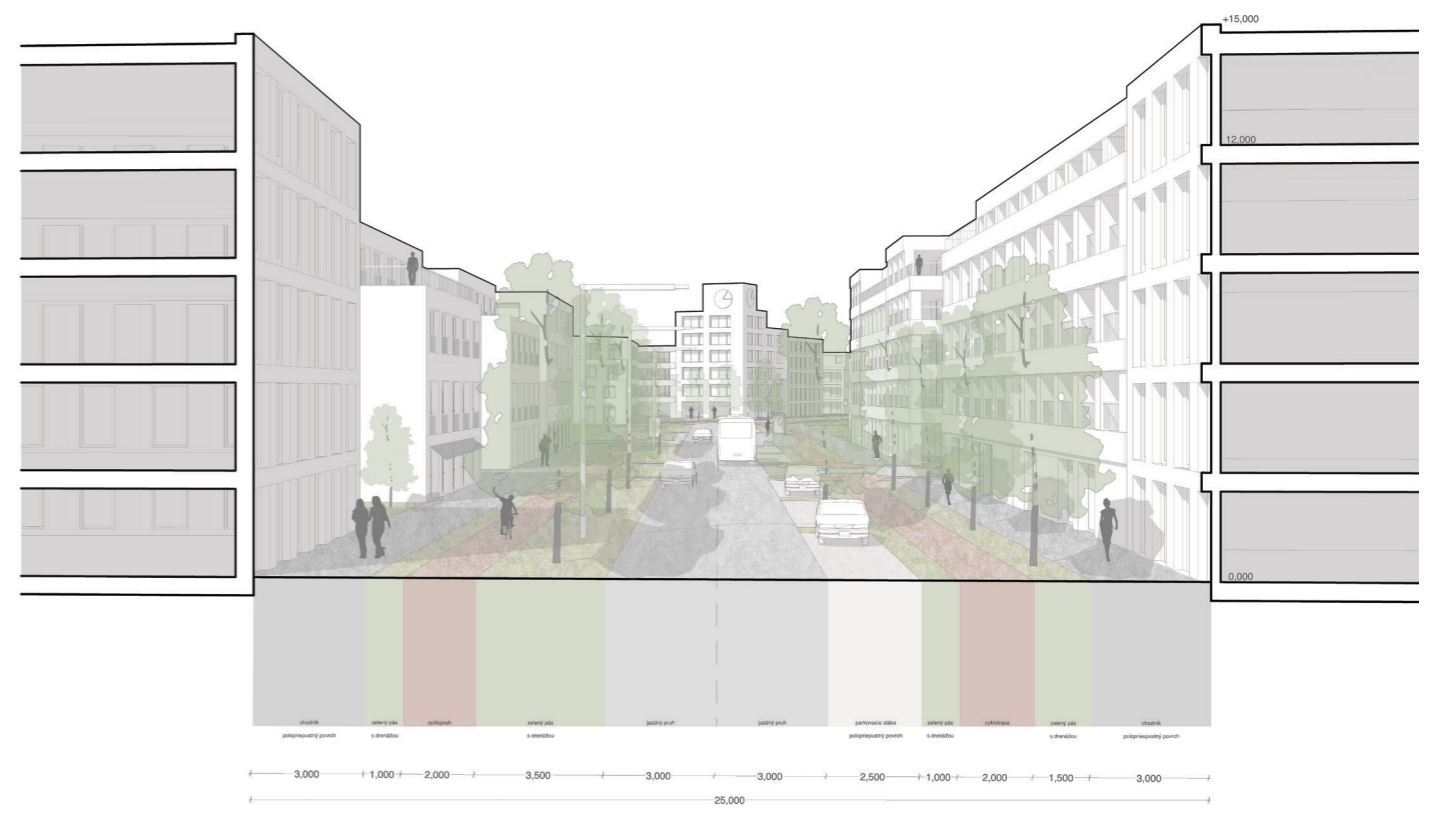 +15,000
12,000
0,000
chodník zelený pás cyklopruh zelený pás jazdný pruh jazdný pruh parkovacie státie zelený pás cyklotrasa zelený pás chodník
polopriepustný povrch s drenážou s drenážou polopriepustný povrch s drenážou s drenážou polopriepustný povrch
3,000 1,000 2,000 3,500 3,000 3,000 2,500 1,000 2,000 1,500 3,000
25,000